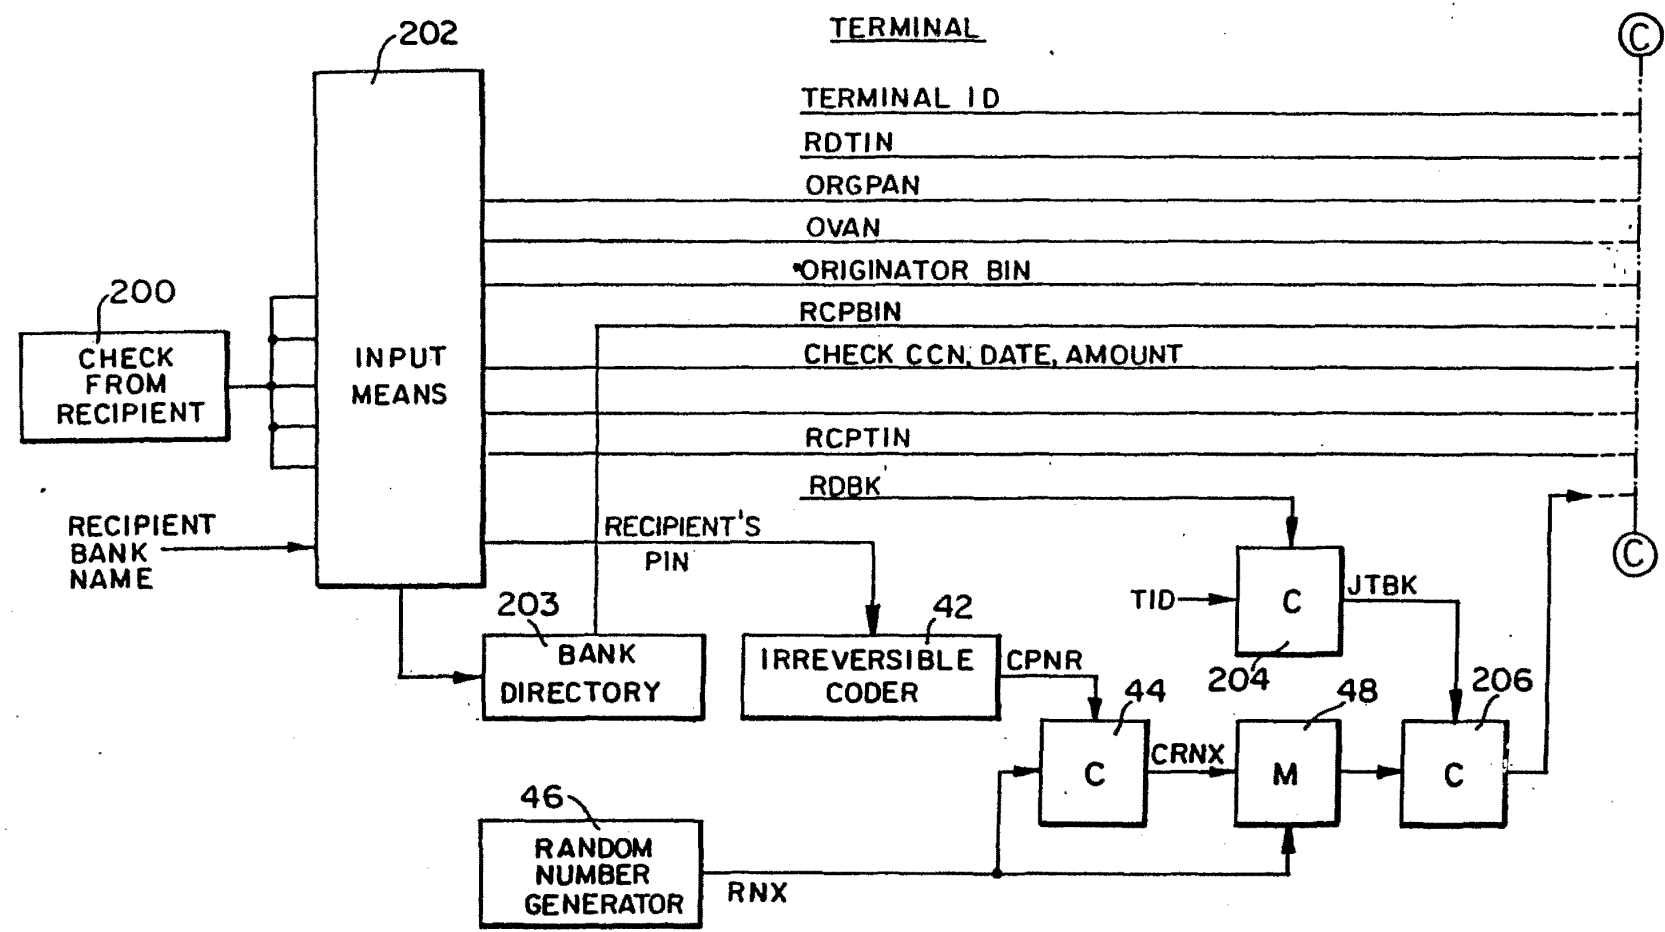 TERMINAL
C
202
TERMINAL ID
RDTIN
ORGPAN
OVAN
ORIGINATOR BIN
RCPBIN
CHECK CCN, DATE, AMOUNT
RCPTIN
RDBK
200
CHECK
FROM
RECIPIENT
INPUT
MEANS
RECIPIENT
BANK
NAME
RECIPIENT'S
PIN
C
203
BANK
DIRECTORY
42
IRREVERSIBLE
CODER
CPNR
TID
C
JTBK
204
44
C
CRNX
48
M
206
C
46
RANDOM
NUMBER
GENERATOR
RNX